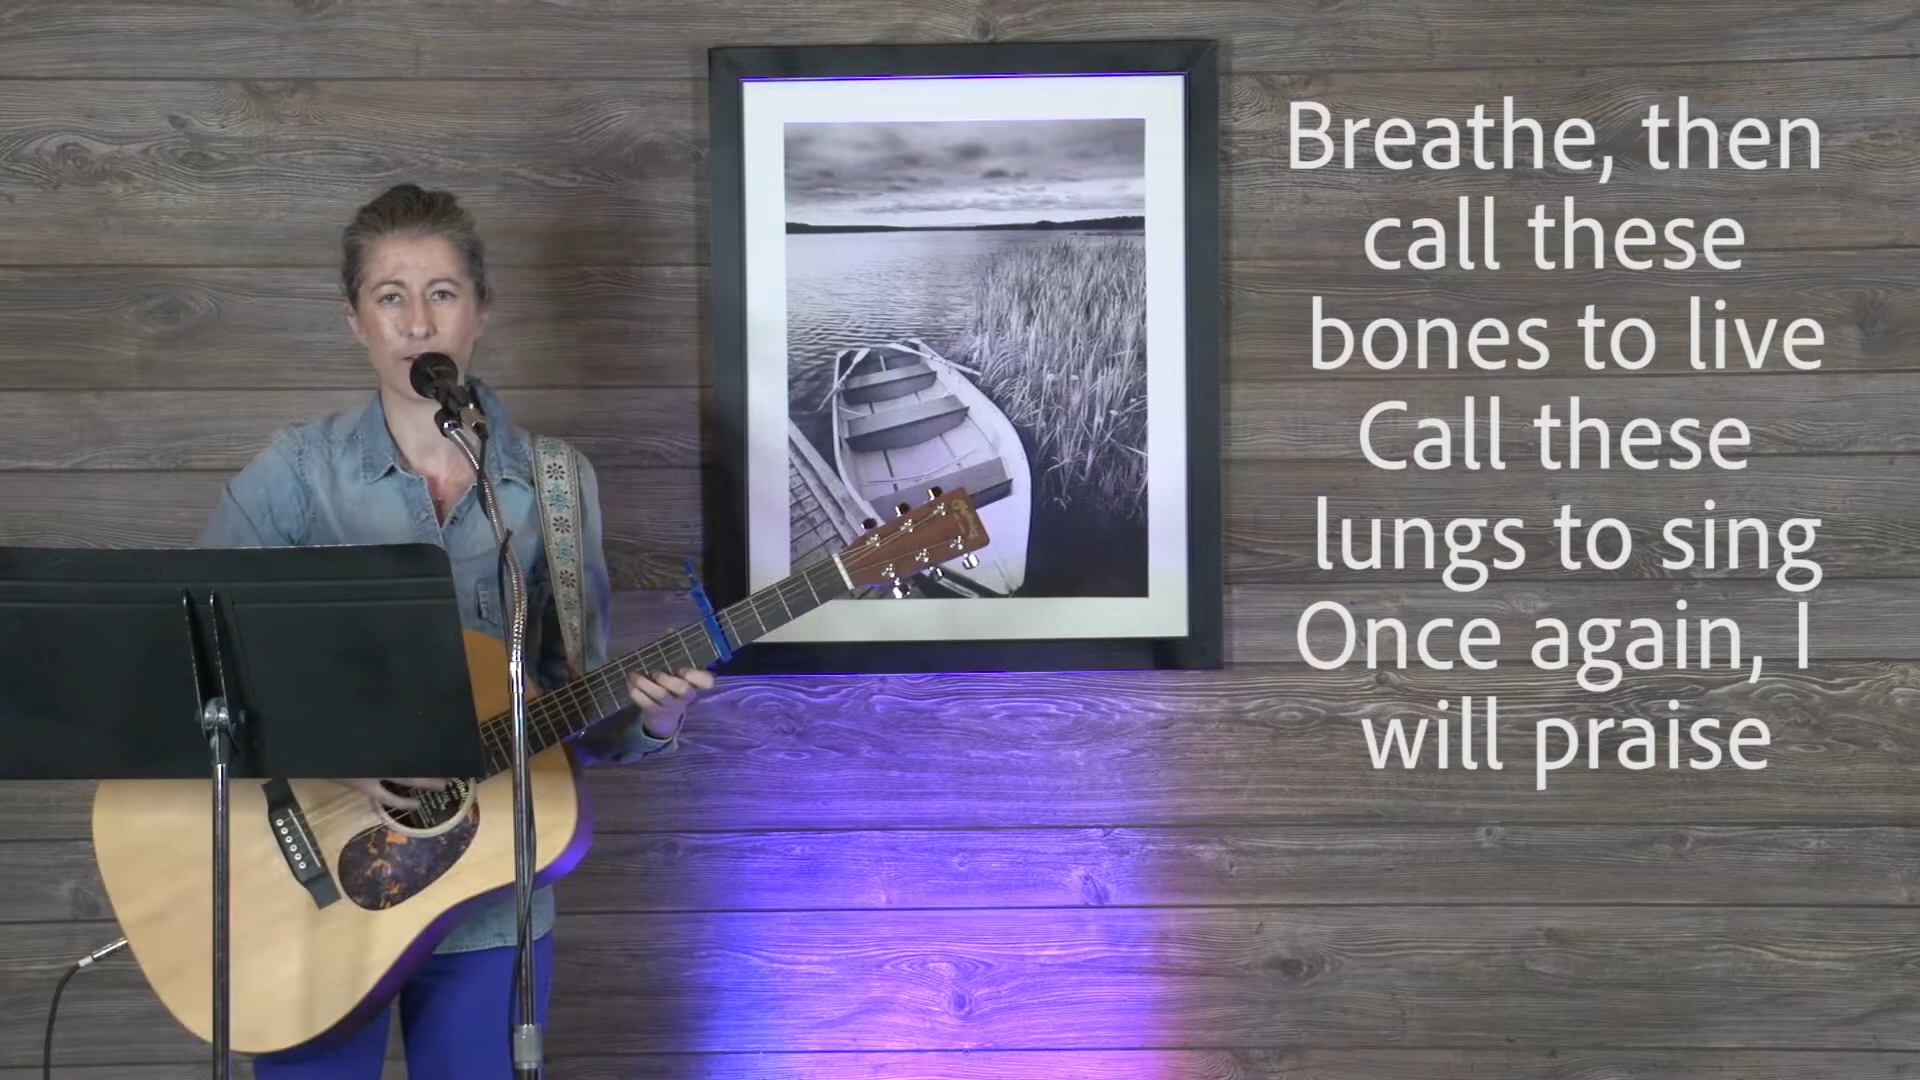 Breathe, then
call these
bones to live
Call these
lungs to sing
Once again, I
will praise